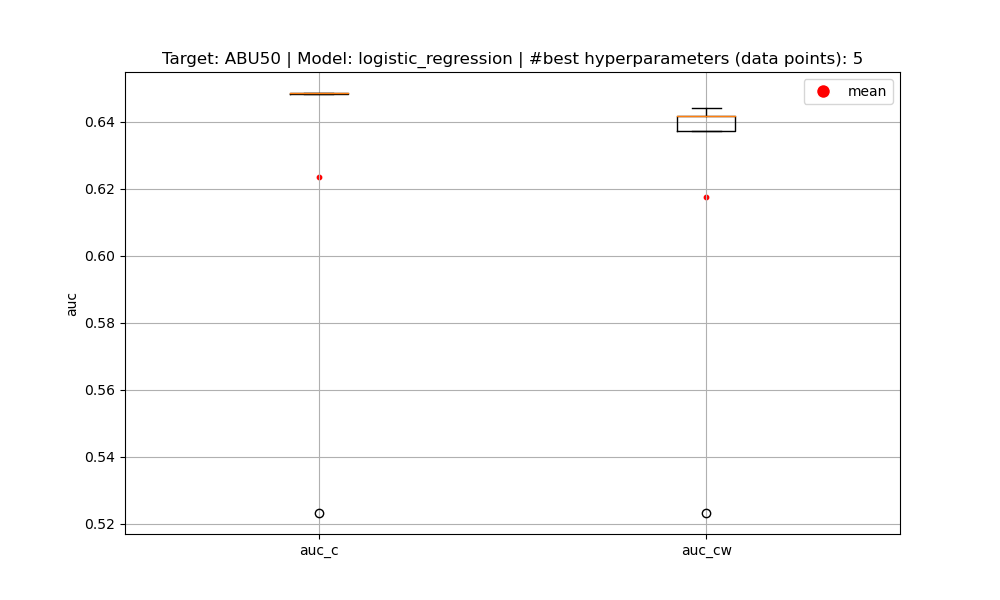 Target: ABU50 | Model: logistic_regression | #best hyperparameters (data points): 5
mean
0.64
0.62
0.60
0.58
0.56
0.54
0.52
auc
auc_c
auc_cw